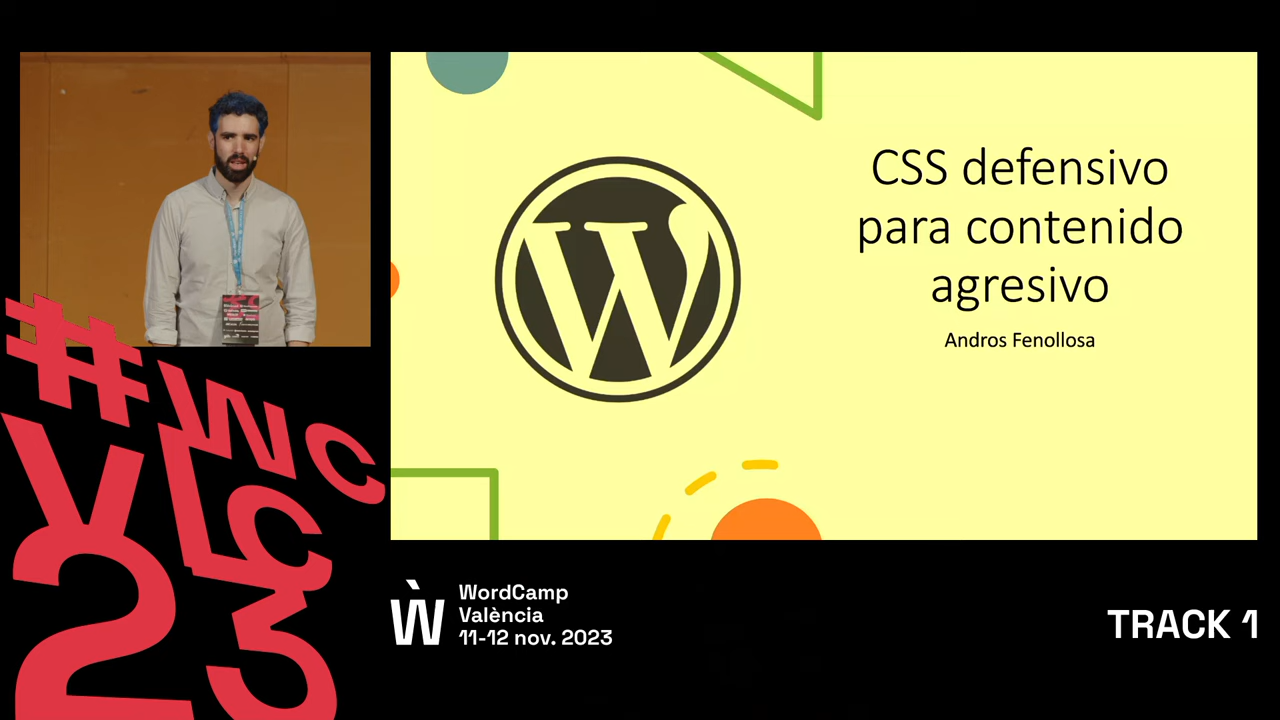 CSS defensivo
para contenido
agresivo
Andros Fenollosa
#WC
VLC
23
WordCamp
València
11-12 nov. 2023
TRACK 1